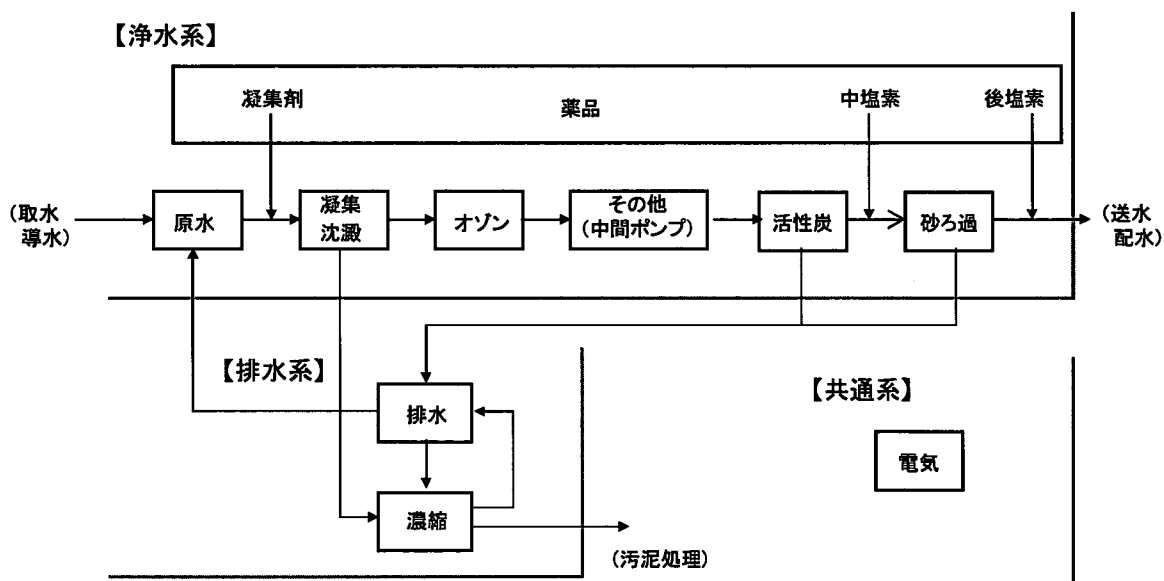 【浄水系】
凝集剤
薬品
中塩素
後塩素
(取水
導水)
原水
凝集
沈澱
オゾン
その他
(中間ポンプ)
活性炭
砂ろ過
(送水
配水)
【排水系】
排水
濃縮
(汚泥処理)
【共通系】
電気